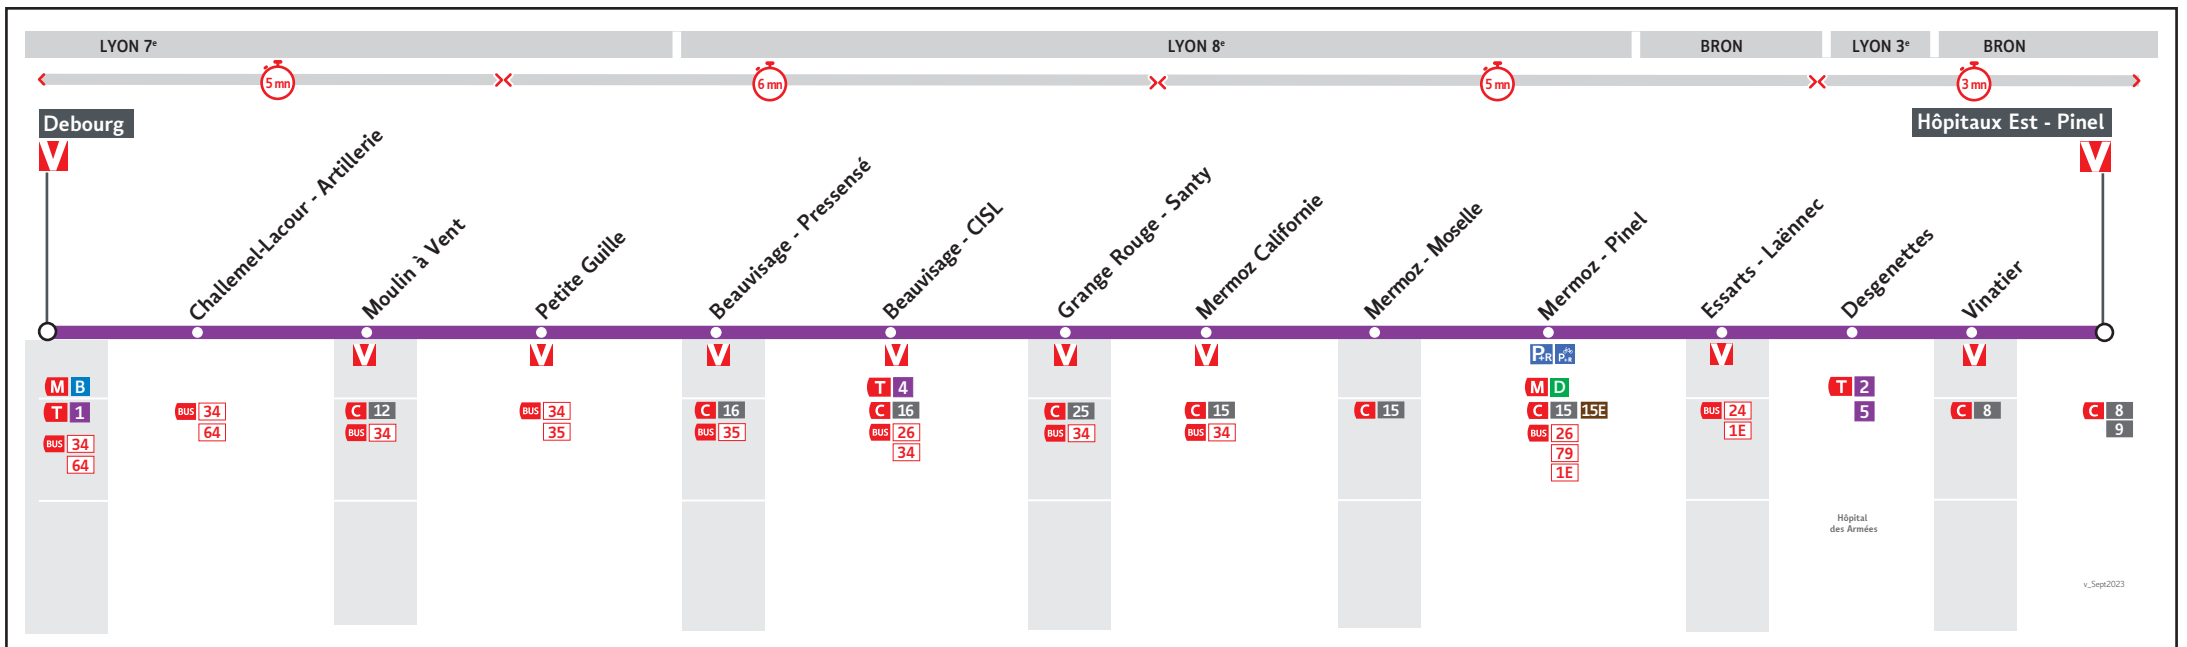 LYON 7e
LYON 8e
BRON
LYON 3e
BRON
5 mn
6 mn
5 mn
3 mn
Debourg
V
Challemel-Lacour - Artillerie
Moulin à Vent
Petite Guille
Beauvisage - Pressensé
Beauvisage - CISL
Grange Rouge - Santy
Mermoz Californie
Mermoz - Moselle
Mermoz - Pinel
Essarts - Laënnec
Desgenettes
Vinatier
Hôpitaux Est - Pinel
V
M B
T 1
BUS 34
64
BUS 34
64
V
C 12
BUS 34
V
BUS 34
35
V
C 16
BUS 35
V
T 4
C 16
BUS 26
34
V
C 25
BUS 34
V
C 15
BUS 34
C 15
P+R P+R
M D
C 15 15E
BUS 26
79
1E
V
BUS 24
1E
T 2
5
Hôpital
des Armées
V
C 8
C 8
9
v_Sept2023